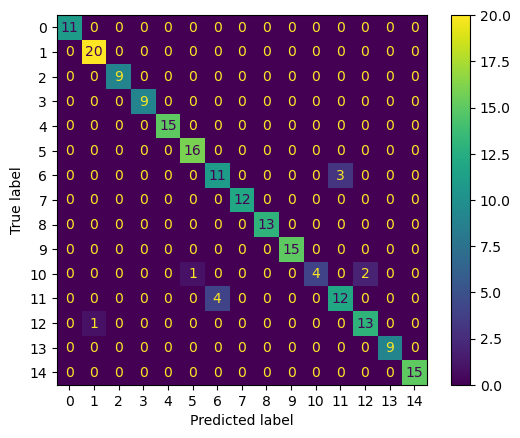 0 11 0 0 0 0 0 0 0 0 0 0 0 0 0 0
1 0 20 0 0 0 0 0 0 0 0 0 0 0 0 0
2 0 0 9 0 0 0 0 0 0 0 0 0 0 0 0
3 0 0 0 9 0 0 0 0 0 0 0 0 0 0 0
4 0 0 0 0 15 0 0 0 0 0 0 0 0 0 0
5 0 0 0 0 0 16 0 0 0 0 0 0 0 0 0
6 0 0 0 0 0 0 11 0 0 0 0 3 0 0 0
7 0 0 0 0 0 0 0 12 0 0 0 0 0 0 0
8 0 0 0 0 0 0 0 0 13 0 0 0 0 0 0
9 0 0 0 0 0 0 0 0 0 15 0 0 0 0 0
10 0 0 0 0 0 1 0 0 0 0 4 0 2 0 0
11 0 0 0 0 0 0 4 0 0 0 0 12 0 0 0
12 0 1 0 0 0 0 0 0 0 0 0 0 13 0 0
13 0 0 0 0 0 0 0 0 0 0 0 0 0 9 0
14 0 0 0 0 0 0 0 0 0 0 0 0 0 0 15
0 1 2 3 4 5 6 7 8 9 10 11 12 13 14
Predicted label
True label
20.0
17.5
15.0
12.5
10.0
7.5
5.0
2.5
0.0